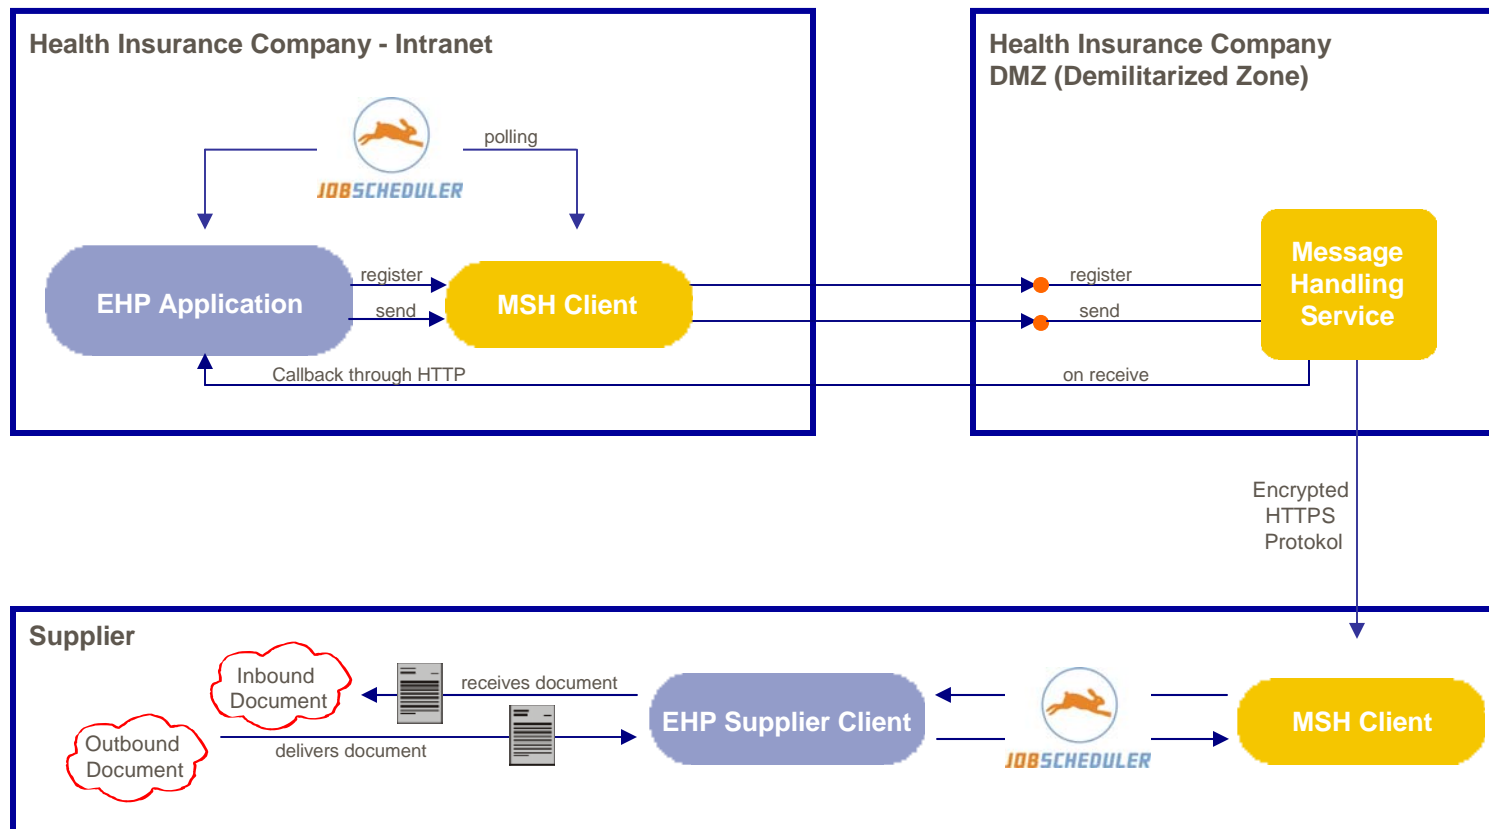 Health Insurance Company - Intranet
Health Insurance Company
DMZ (Demilitarized Zone)
polling
JOBSCHEDULER
EHP Application
register
send
MSH Client
register
send
Message
Handling
Service
Callback through HTTP
on receive
Encrypted
HTTPS
Protokol
Supplier
Inbound
Document
receives document
Outbound
Document
delivers document
EHP Supplier Client
JOBSCHEDULER
MSH Client